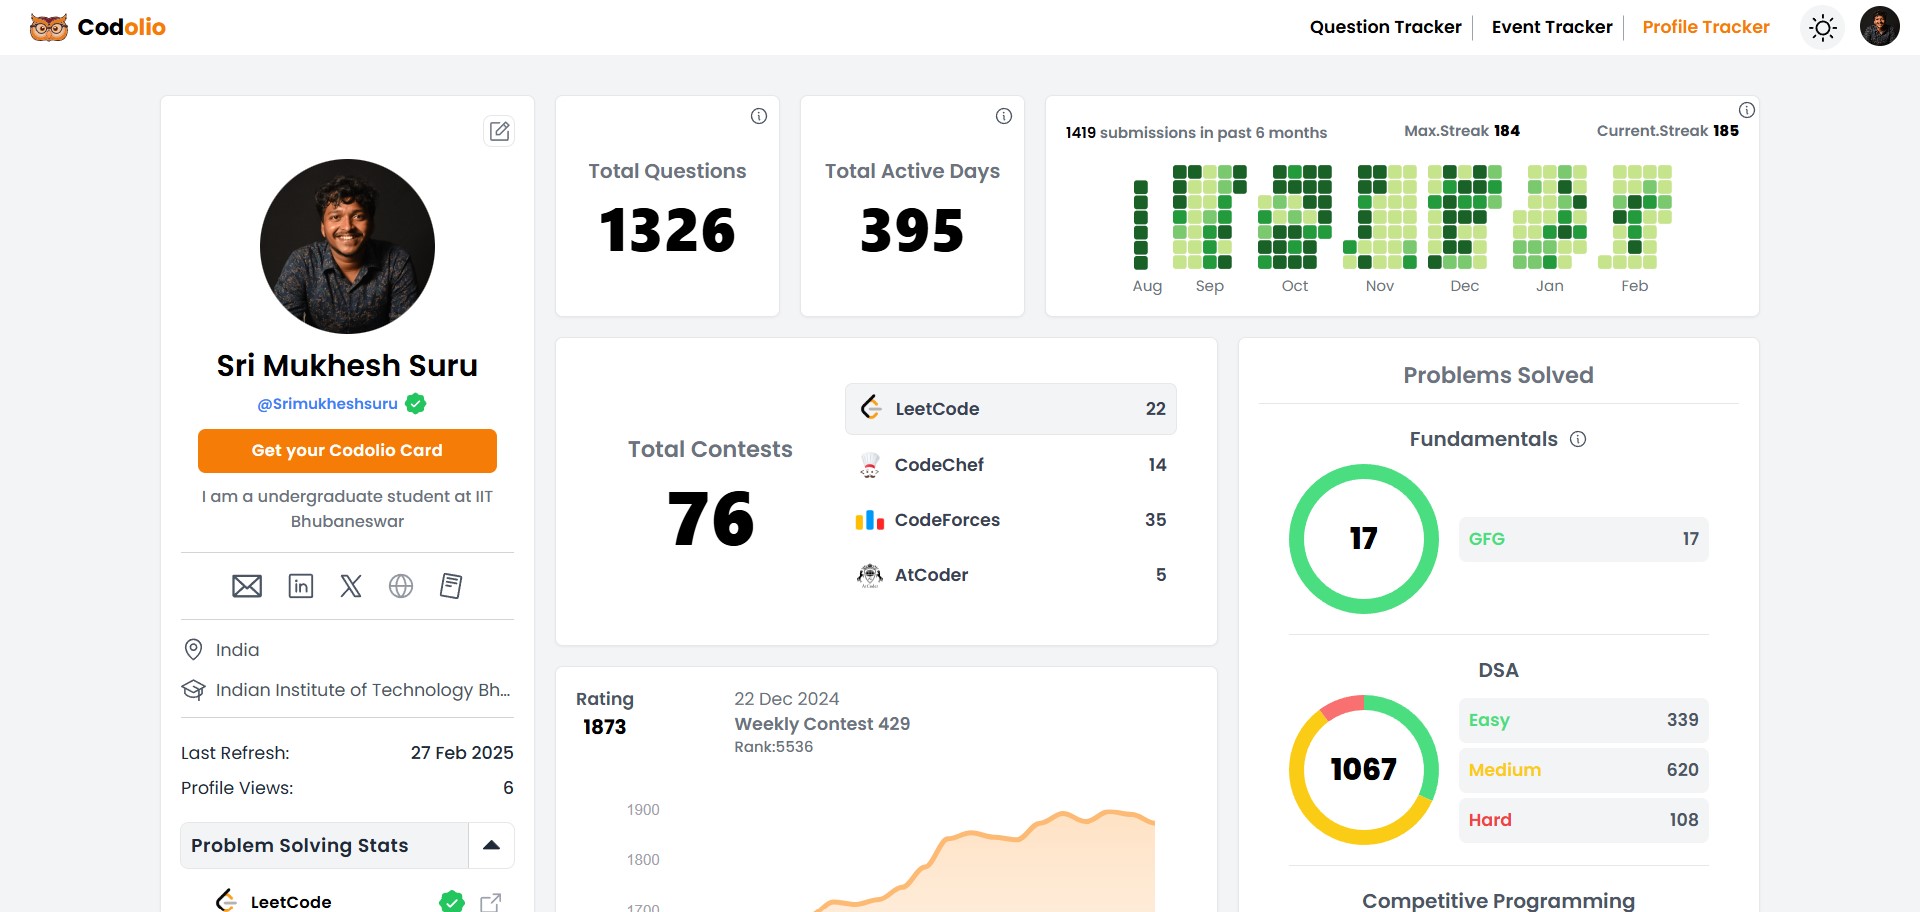 Codolio
Question Tracker
Event Tracker
Profile Tracker
Sri Mukhesh Suru
@Srimukheshsuru
Get your Codolio Card
I am a undergraduate student at IIT
Bhubaneswar
India
Indian Institute of Technology Bh...
Last Refresh: 27 Feb 2025
Profile Views: 6
Problem Solving Stats
LeetCode
Total Questions
1326
Total Active Days
395
1419 submissions in past 6 months
Max.Streak 184
Current.Streak 185
Aug Sep Oct Nov Dec Jan Feb
Total Contests
76
LeetCode 22
CodeChef 14
CodeForces 35
AtCoder 5
Rating
1873
22 Dec 2024
Weekly Contest 429
Rank:5536
1900
1800
1700
Problems Solved
Fundamentals
17
GFG 17
DSA
1067
Easy 339
Medium 620
Hard 108
Competitive Programming